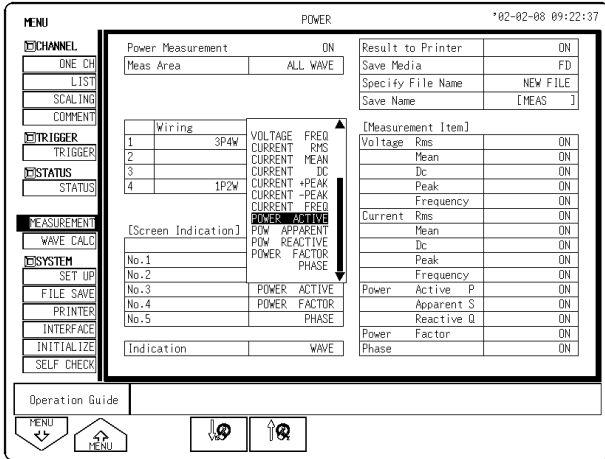 MENU
POWER
'02-02-08 09:22:37
CHANNEL
ONE CH
LIST
SCALING
COMMENT
TRIGGER
TRIGGER
STATUS
STATUS
MEASUREMENT
WAVE CALC
SYSTEM
SET UP
FILE SAVE
PRINTER
INTERFACE
INITIALIZE
SELF CHECK
Power Measurement ON
Meas Area ALL WAVE
Wiring
1 3P4W
2
3
4 1P2W
[Screen Indication]
No.1
No.2
No.3 POWER ACTIVE
No.4 POWER FACTOR
No.5 PHASE
Indication WAVE
VOLTAGE FREQ
CURRENT RMS
CURRENT MEAN
CURRENT DC
CURRENT +PEAK
CURRENT -PEAK
CURRENT FREQ
POWER ACTIVE
POW APPARENT
POW REACTIVE
POWER FACTOR
PHASE
Result to Printer ON
Save Media FD
Specify File Name NEW FILE
Save Name [MEAS ]
[Measurement Item]
Voltage Rms ON
Mean ON
Dc ON
Peak ON
Frequency ON
Current Rms ON
Mean ON
Dc ON
Peak ON
Frequency ON
Power Active P ON
Apparent S ON
Reactive Q ON
Power Factor ON
Phase ON
Operation Guide
MENU
MENU